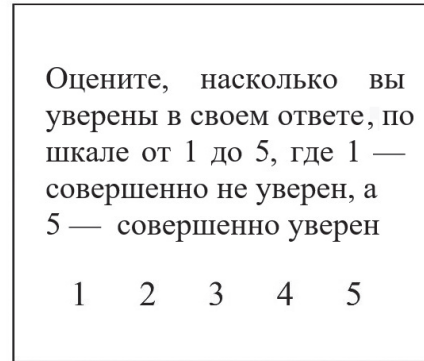 Оцените, насколько вы
уверены в своем ответе, по
шкале от 1 до 5, где 1 —
совершенно не уверен, а
5 — совершенно уверен
1 2 3 4 5